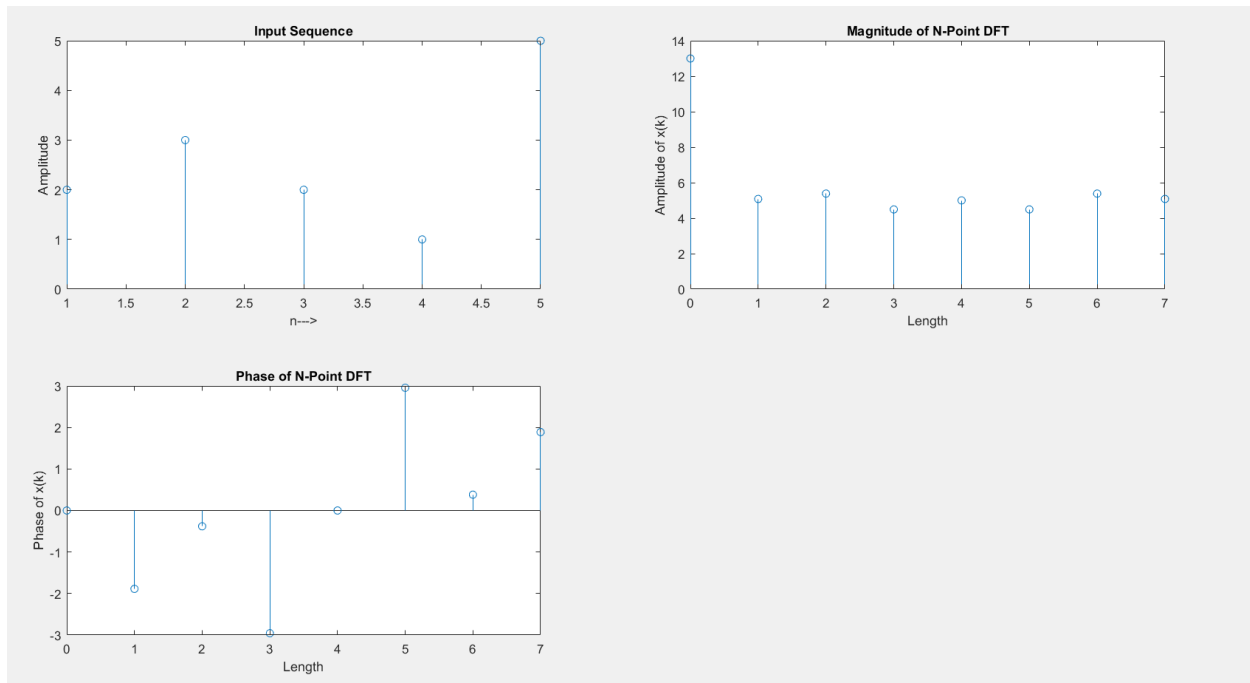 Input Sequence
5
4
3
2
1
0
Amplitude
1 1.5 2 2.5 3 3.5 4 4.5 5
n--->
Magnitude of N-Point DFT
14
12
10
8
6
4
2
0
Amplitude of x(k)
0 1 2 3 4 5 6 7
Length
Phase of N-Point DFT
3
2
1
0
-1
-2
-3
Phase of x(k)
0 1 2 3 4 5 6 7
Length